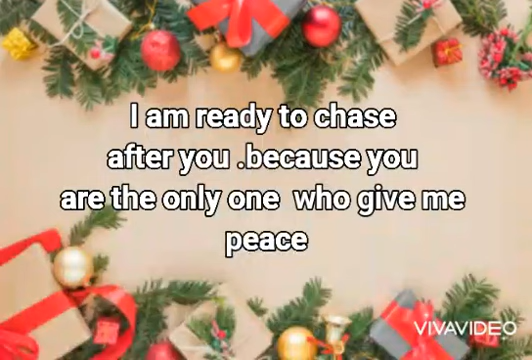 I am ready to chase
after you .because you
are the only one  who give me
peace
VIVAVIDEO